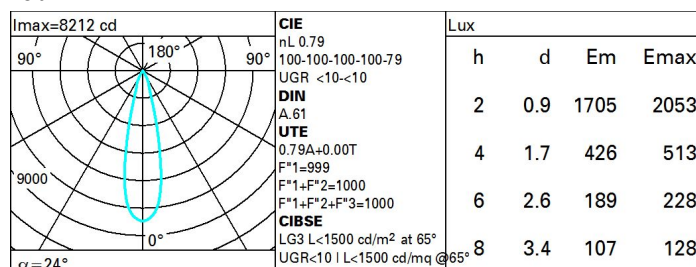 Imax=8212 cd
90° 180° 90°
9000
0°
α=24°
CIE
nL 0.79
100-100-100-100-79
UGR <10-<10
DIN
A.61
UTE
0.79A+0.00T
F"1=999
F"1+F"2=1000
F"1+F"2+F"3=1000
CIBSE
LG3 L<1500 cd/m² at 65°
UGR<10 | L<1500 cd/mq @65°
Lux
h d Em Emax
2 0.9 1705 2053
4 1.7 426 513
6 2.6 189 228
8 3.4 107 128